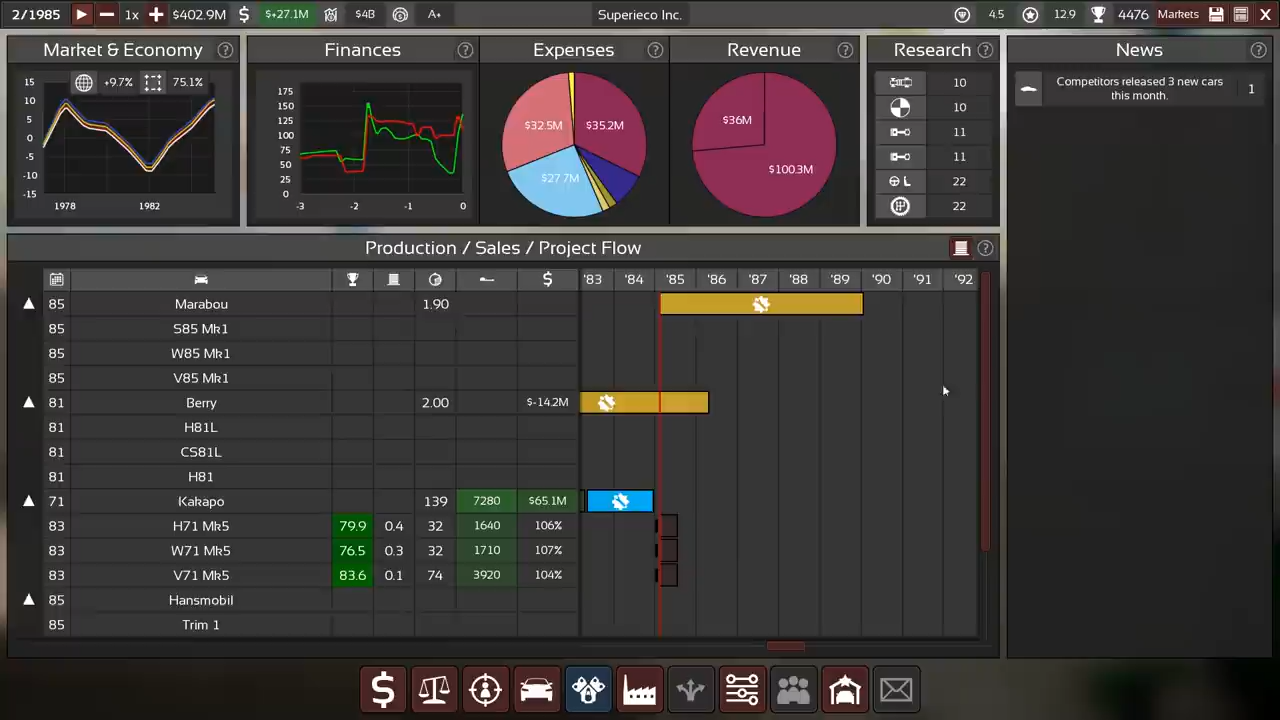 2/1985 1x $402.9M $+27.1M $4B A+ Superieco Inc. 4.5 12.9 4476 Markets
Market & Economy
+9.7% 75.1%
15
10
5
0
-5
-10
-15
1978 1982
Finances
175
150
125
100
75
50
25
0
-3 -2 -1 0
Expenses
$32.5M $35.2M
$27.7M
Revenue
$36M
$100.3M
Research
10
10
11
11
22
22
News
Competitors released 3 new cars
this month.
1
Production / Sales / Project Flow
$ '83 '84 '85 '86 '87 '88 '89 '90 '91 '92
85 Marabou 1.90
85 S85 Mk1
85 W85 Mk1
85 V85 Mk1
81 Berry 2.00 $-14.2M
81 H81L
81 CS81L
81 H81
71 Kakapo 139 7280 $65.1M
83 H71 Mk5 79.9 0.4 32 1640 106%
83 W71 Mk5 76.5 0.3 32 1710 107%
83 V71 Mk5 83.6 0.1 74 3920 104%
85 Hansmobil
85 Trim 1